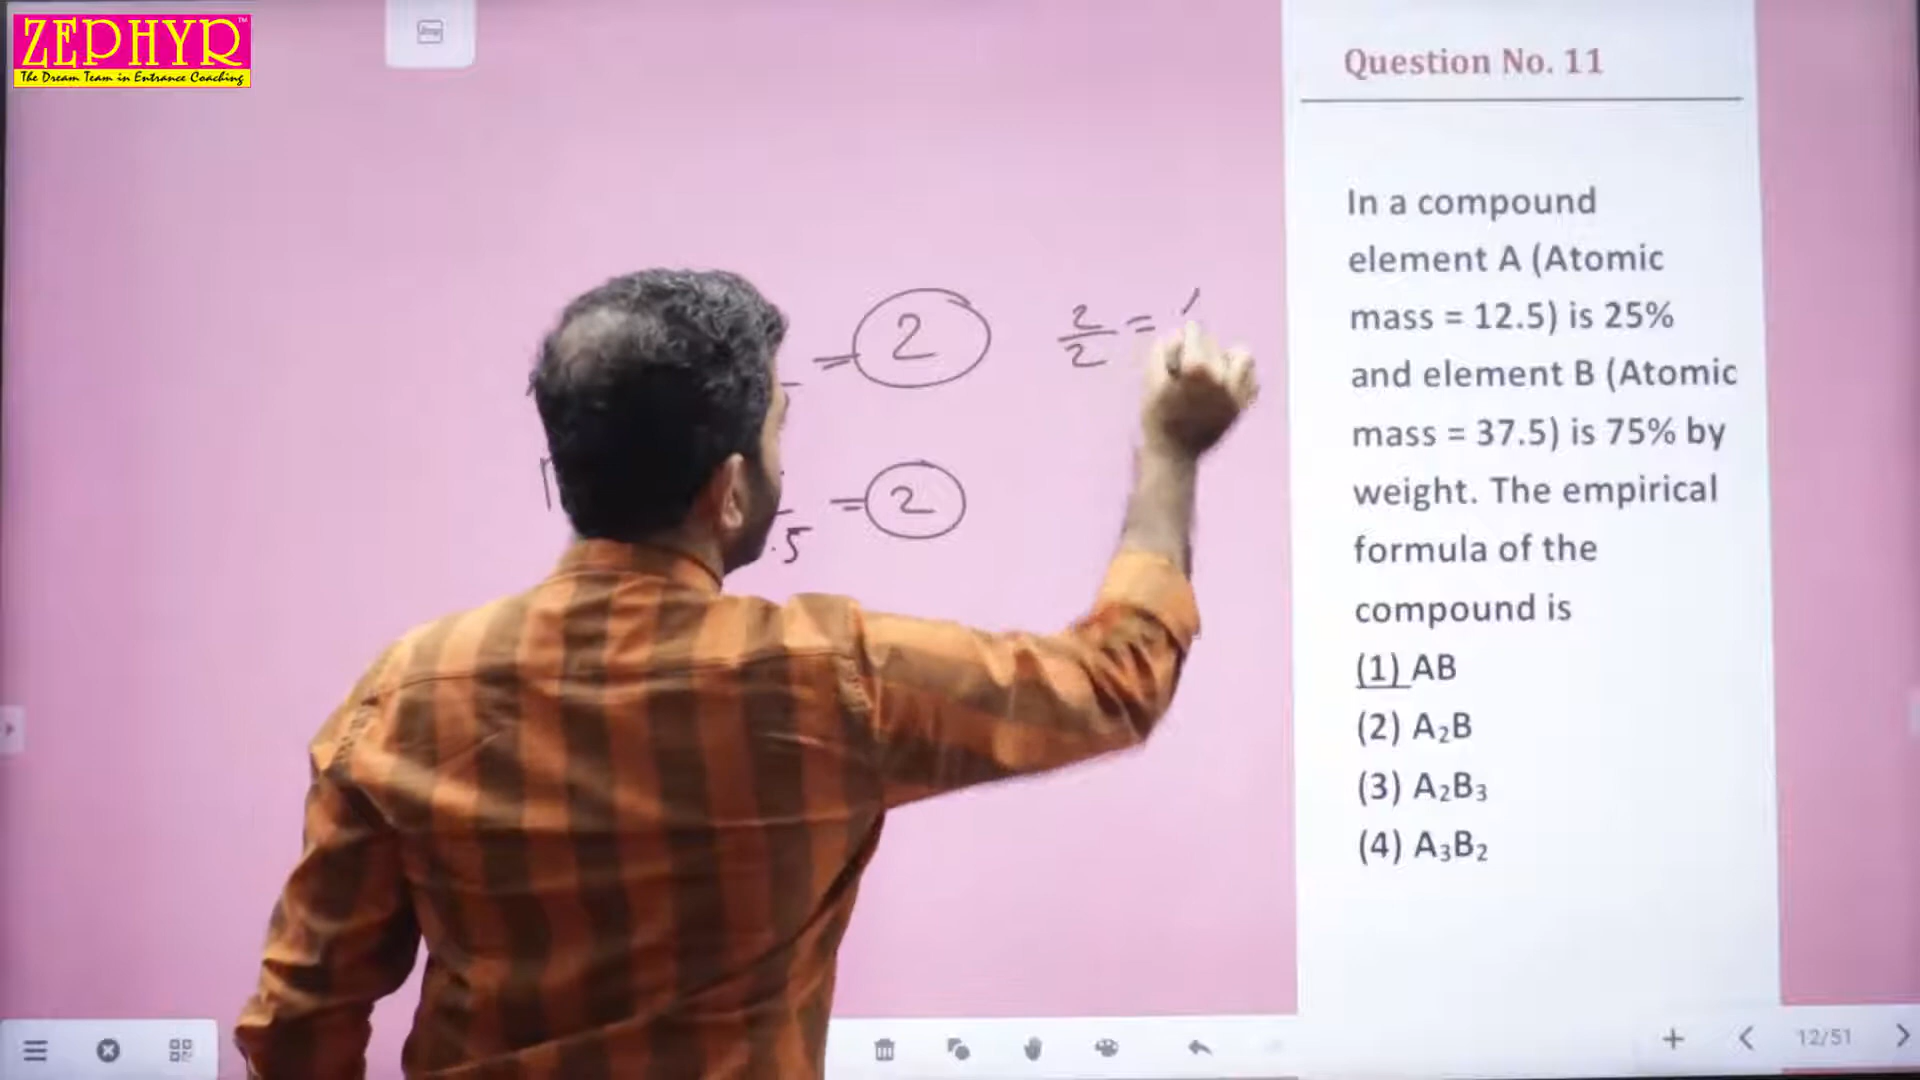 ZEPHYR™
The Dream Team in Entrance Coaching
Question No. 11
In a compound
element A (Atomic
mass = 12.5) is 25%
and element B (Atomic
mass = 37.5) is 75% by
weight. The empirical
formula of the
compound is
(1) AB
(2) A₂B
(3) A₂B₃
(4) A₃B₂
= 2
2/2 =
= 2
.5
12/51